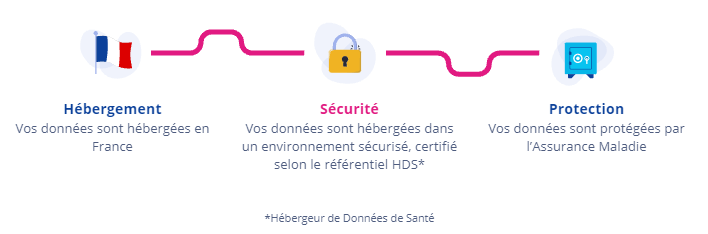 Hébergement
Vos données sont hébergées en
France
Sécurité
Vos données sont hébergées dans
un environnement sécurisé, certifié
selon le référentiel HDS*
Protection
Vos données sont protégées par
l’Assurance Maladie
*Hébergeur de Données de Santé